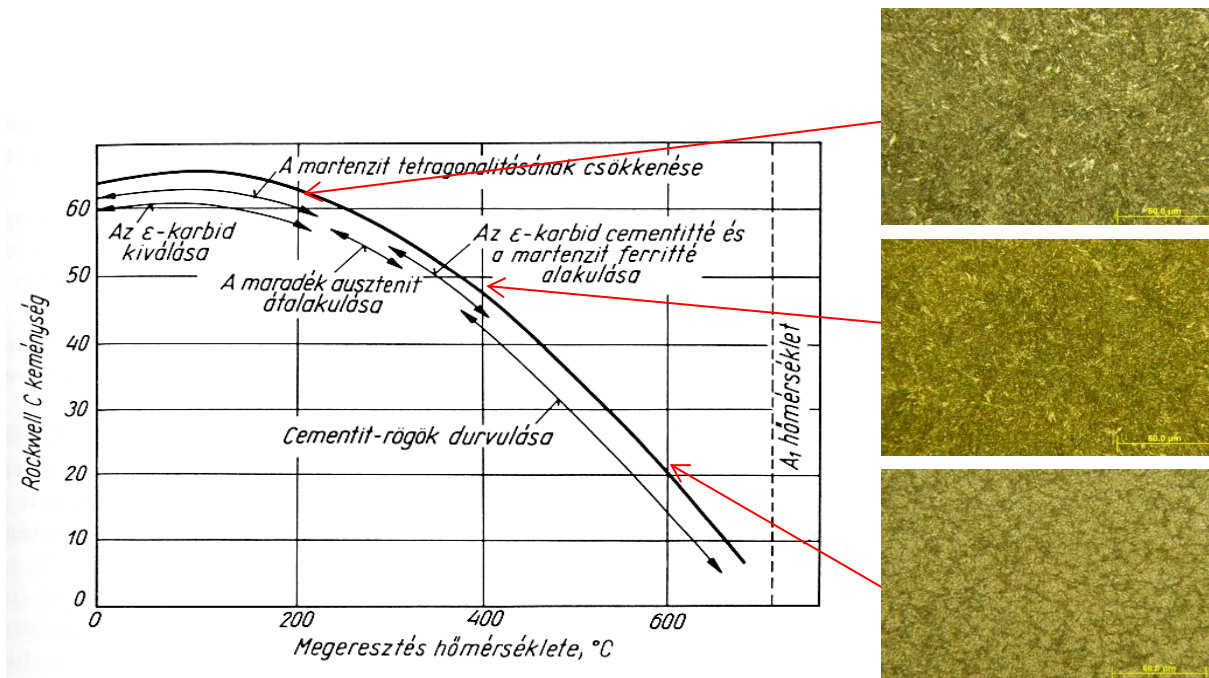 A martenzit tetragonalitásának csökkenése
Az ε-karbid
kiválása
A maradék ausztenit
átalakulása
Az ε-karbid cementitté és
a martenzit ferritté
alakulása
Cementit-rögök durvulása
A₁ hőmérséklet
Rockwell C keménység
60
50
40
30
20
10
0
0
200
400
600
Megeresztés hőmérséklete, °C
50.0 µm
50.0 µm
50.0 µm